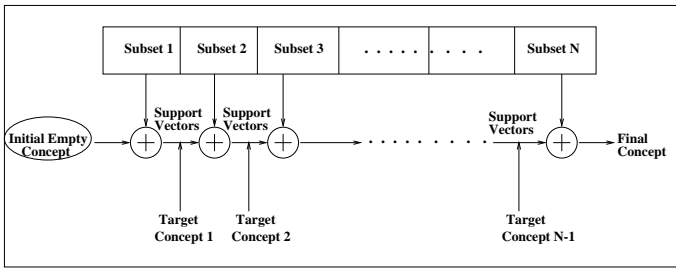 Subset 1 Subset 2 Subset 3 . . . . . . . . . Subset N
Support Vectors
Support Vectors
Support Vectors
Initial Empty Concept
+ + + . . . . . . . . . +
Final Concept
Target Concept 1
Target Concept 2
Target Concept N-1